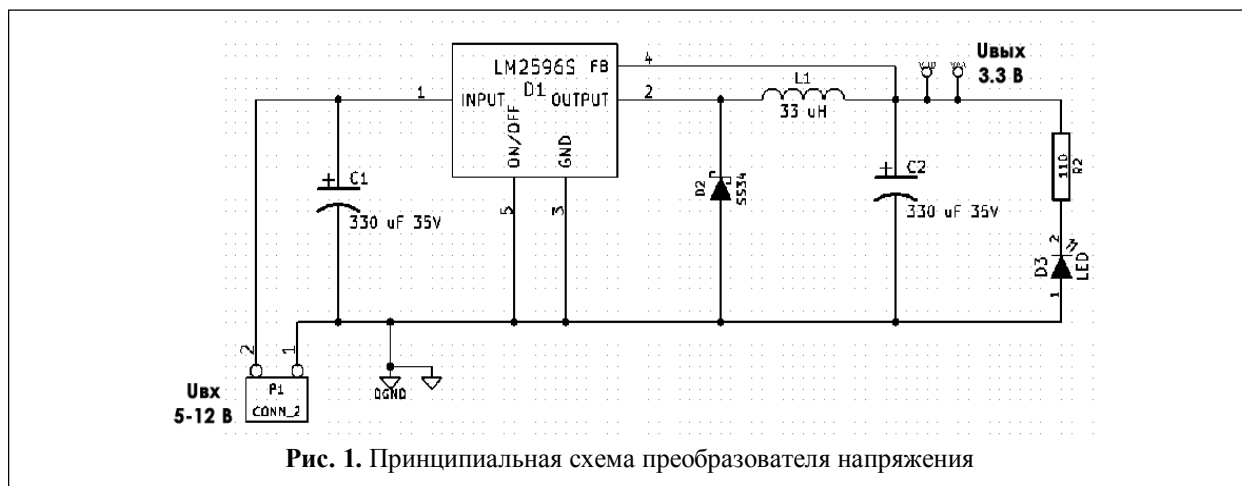 Uвых
3.3 В
LM2596S
FB
4
D1
1
INPUT
OUTPUT
2
L1
33 uH
ON/OFF
GND
5
3
C1
330 uF 35V
D2
SS34
C2
330 uF 35V
110
R2
2
D3
LED
1
2
1
Uвх
5-12 В
P1
CONN_2
DGND
Рис. 1. Принципиальная схема преобразователя напряжения